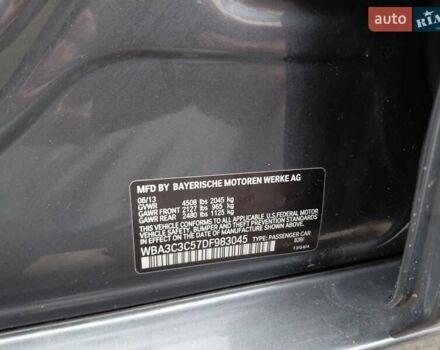 auto RIA
MFD BY BAYERISCHE MOTOREN WERKE AG
06/13
GVWR 4508 lbs 2045 kg
GAWR FRONT 2127 lbs 965 kg
GAWR REAR 2480 lbs 1125 kg
THIS VEHICLE CONFORMS TO ALL APPLICABLE U.S. FEDERAL MOTOR
VEHICLE SAFETY, BUMPER, AND THEFT PREVENTION STANDARDS
IN EFFECT ON THE DATE OF MANUFACTURE SHOWN ABOVE.
WBA3C3C57DF983045 TYPE: PASSENGER CAR